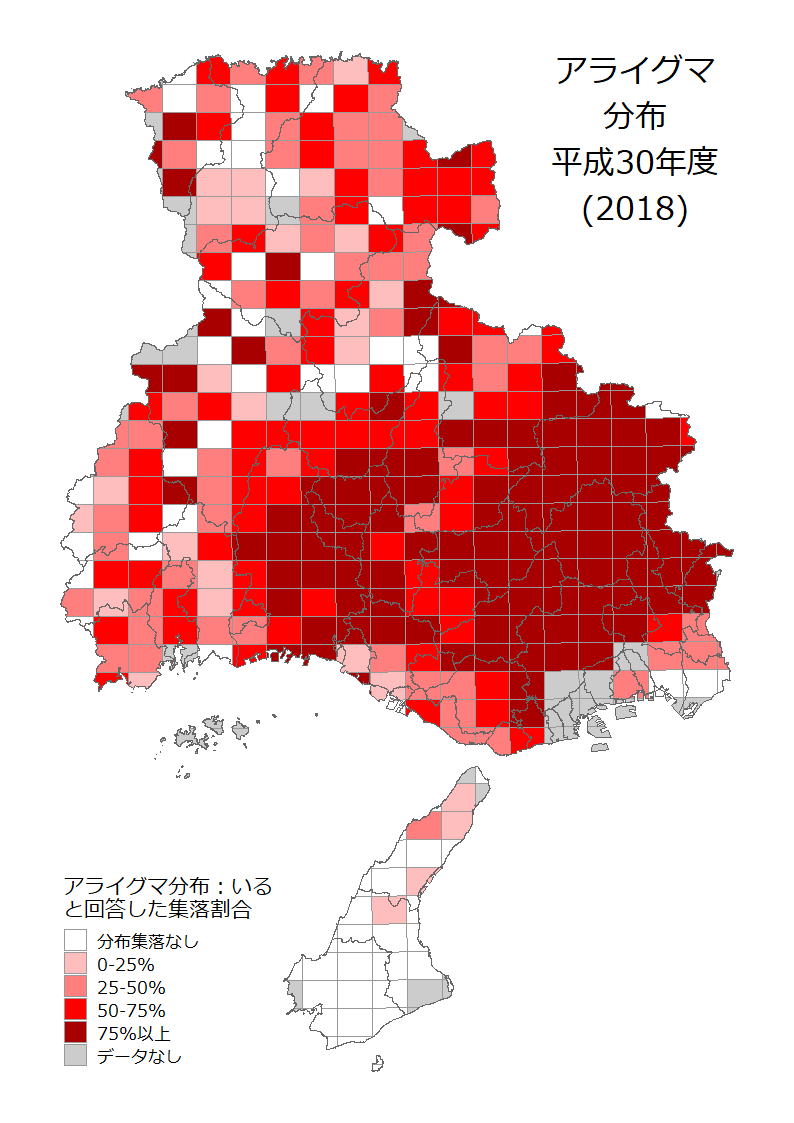 アライグマ
分布
平成30年度
(2018)
アライグマ分布：いる
と回答した集落割合
分布集落なし
0-25%
25-50%
50-75%
75%以上
データなし